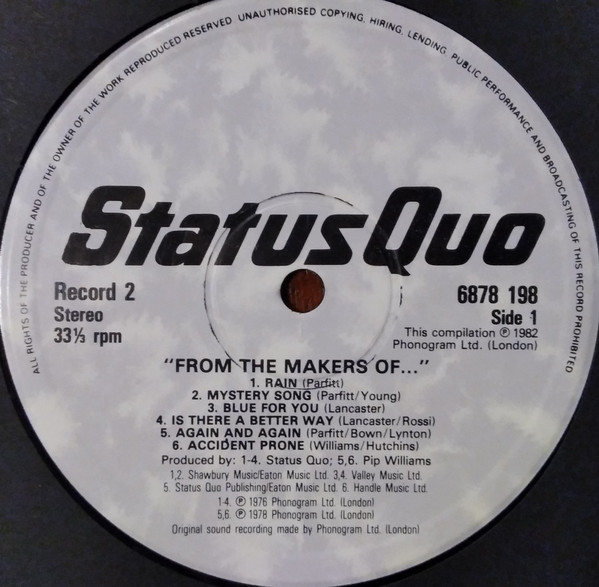 ALL RIGHTS OF THE PRODUCER AND OF THE OWNER OF THE WORK REPRODUCED RESERVED UNAUTHORISED COPYING, HIRING, LENDING, PUBLIC PERFORMANCE AND BROADCASTING OF THIS RECORD PROHIBITED
Status Quo
Record 2
Stereo
33⅓ rpm
6878 198
Side 1
This compilation ℗ 1982
Phonogram Ltd. (London)
"FROM THE MAKERS OF..."
1. RAIN (Parfitt)
2. MYSTERY SONG (Parfitt/Young)
3. BLUE FOR YOU (Lancaster)
4. IS THERE A BETTER WAY (Lancaster/Rossi)
5. AGAIN AND AGAIN (Parfitt/Bown/Lynton)
6. ACCIDENT PRONE (Williams/Hutchins)
Produced by: 1-4. Status Quo; 5,6. Pip Williams
1,2. Shawbury Music/Eaton Music Ltd. 3,4. Valley Music Ltd.
5. Status Quo Publishing/Eaton Music Ltd. 6. Handle Music Ltd.
1-4. ℗ 1976 Phonogram Ltd. (London)
5,6. ℗ 1978 Phonogram Ltd. (London)
Original sound recording made by Phonogram Ltd. (London)